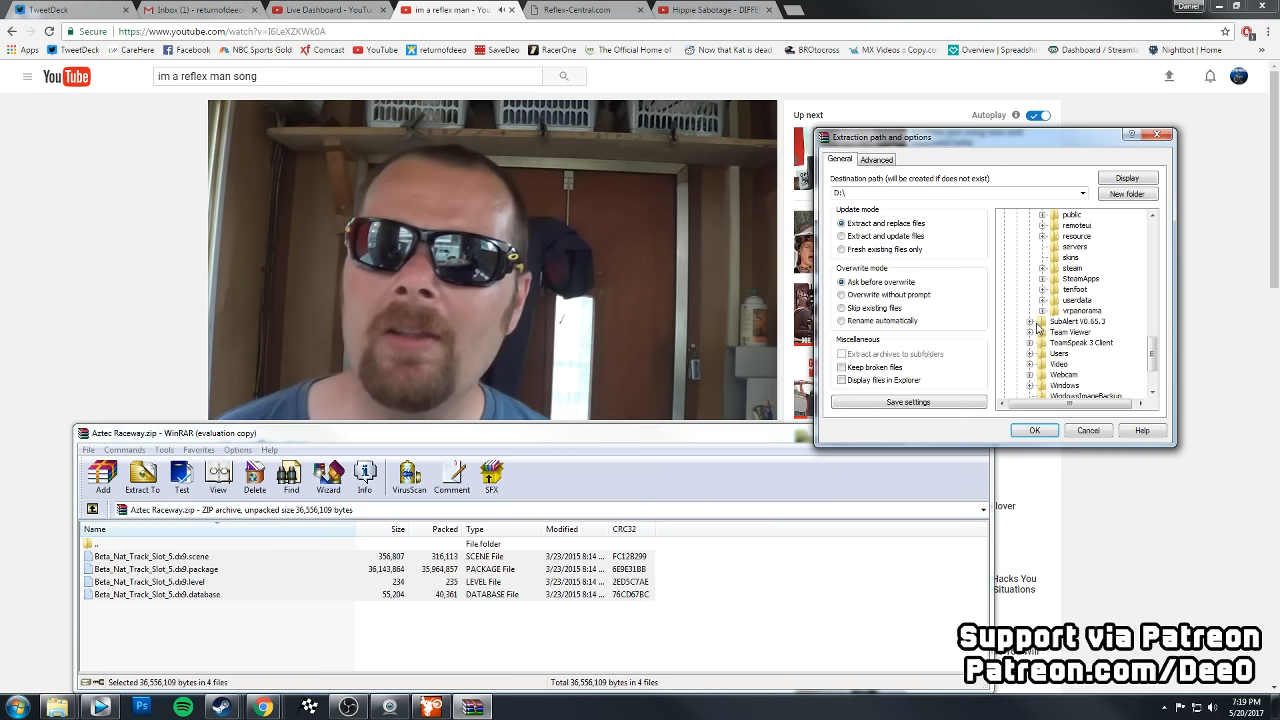 TweetDeck
Inbox (1) - returnofdeeo
Live Dashboard - YouTu
im a reflex man - You
Reflex-Central.com
Hippie Sabotage - DIFFE
Daniel
Secure
https://www.youtube.com/watch?v=I6LeXZKWk0A
Apps
TweetDeck
CareHere
Facebook
NBC Sports Gold
Xfinity
Comcast
YouTube
returnofdeeo
SaveDeo
RacerOne
The Official Home of
Now that Kat
BROtocross
MX Videos = Copy.co
Overview | Spreadsh
Dashboard / Streamle
Nightbot | Home
YouTube
im a reflex man song
Up next
Autoplay
Extraction path and options
General
Advanced
Destination path (will be created if does not exist)
Display
D:\
New folder
Update mode
Extract and replace files
Extract and update files
Fresh existing files only
Overwrite mode
Ask before overwrite
Overwrite without prompt
Skip existing files
Rename automatically
Miscellaneous
Extract archives to subfolders
Keep broken files
Display files in Explorer
Save settings
public
remoteui
resource
servers
skins
steam
SteamApps
tenfoot
userdata
vrpanorama
SubAlert V0.65.3
Team Viewer
TeamSpeak 3 Client
Users
Video
Webcam
Windows
WindowsImageBackup
OK
Cancel
Help
Aztec Raceway.zip - WinRAR (evaluation copy)
File Commands Tools Favorites Options Help
Add
Extract To
Test
View
Delete
Find
Wizard
Info
VirusScan
Comment
SFX
Aztec Raceway.zip - ZIP archive, unpacked size 36,556,109 bytes
Name Size Packed Type Modified CRC32
.. File folder
Beta_Nat_Track_Slot_5.dx9.scene 356,807 316,113 SCENE File 3/23/2015 8:14 ... FC12B299
Beta_Nat_Track_Slot_5.dx9.package 36,143,864 35,964,857 PACKAGE File 3/23/2015 8:14 ... 6E9E31BB
Beta_Nat_Track_Slot_5.dx9.level 234 235 LEVEL File 3/23/2015 8:14 ... 2ED5C7AE
Beta_Nat_Track_Slot_5.dx9.database 55,204 40,361 DATABASE File 3/23/2015 8:14 ... 76CD67BC
lover
Hacks You
Situations
Selected 36,556,109 bytes in 4 files
Total 36,556,109 bytes in 4 files
Support via Patreon
Patreon.com/DeeO
7:19 PM
5/20/2017